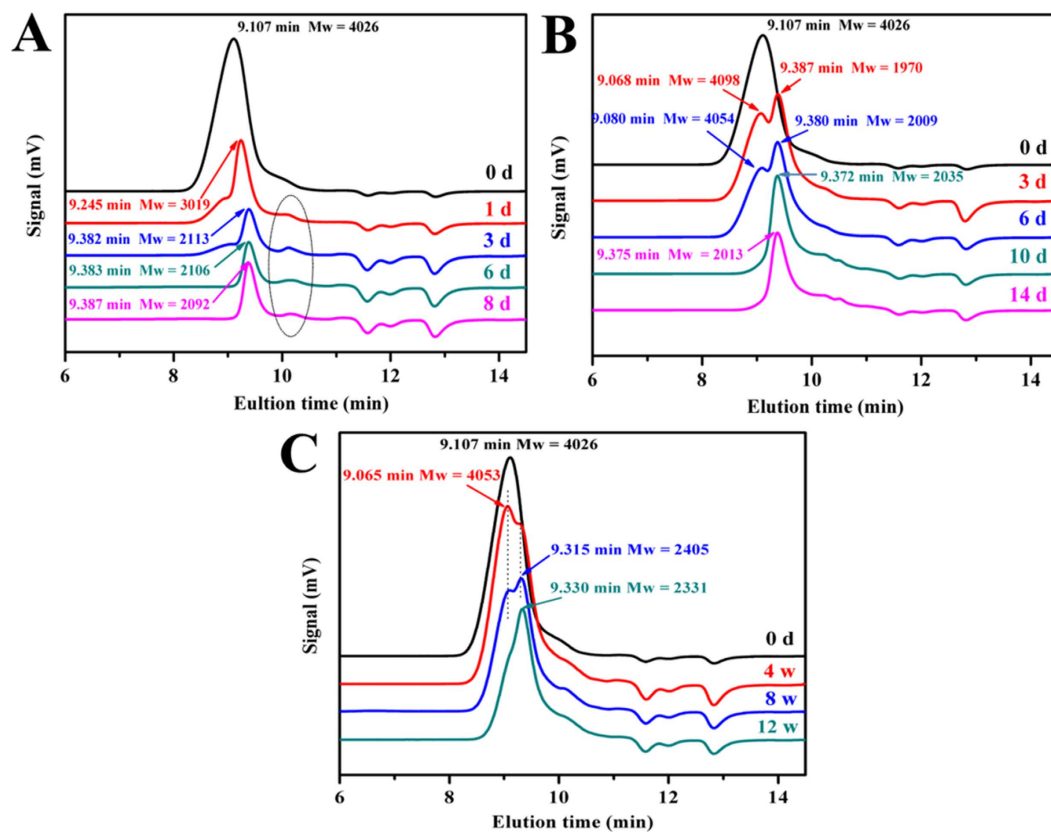 A
9.107 min Mw = 4026
0 d
9.245 min Mw = 3019
1 d
9.382 min Mw = 2113
3 d
9.383 min Mw = 2106
6 d
9.387 min Mw = 2092
8 d
Signal (mV)
6 8 10 12 14
Eultion time (min)
B
9.107 min Mw = 4026
9.068 min Mw = 4098
9.387 min Mw = 1970
9.080 min Mw = 4054
9.380 min Mw = 2009
0 d
9.372 min Mw = 2035
3 d
6 d
9.375 min Mw = 2013
10 d
14 d
Signal (mV)
6 8 10 12 14
Elution time (min)
C
9.107 min Mw = 4026
9.065 min Mw = 4053
9.315 min Mw = 2405
9.330 min Mw = 2331
0 d
4 w
8 w
12 w
Signal (mV)
6 8 10 12 14
Elution time (min)